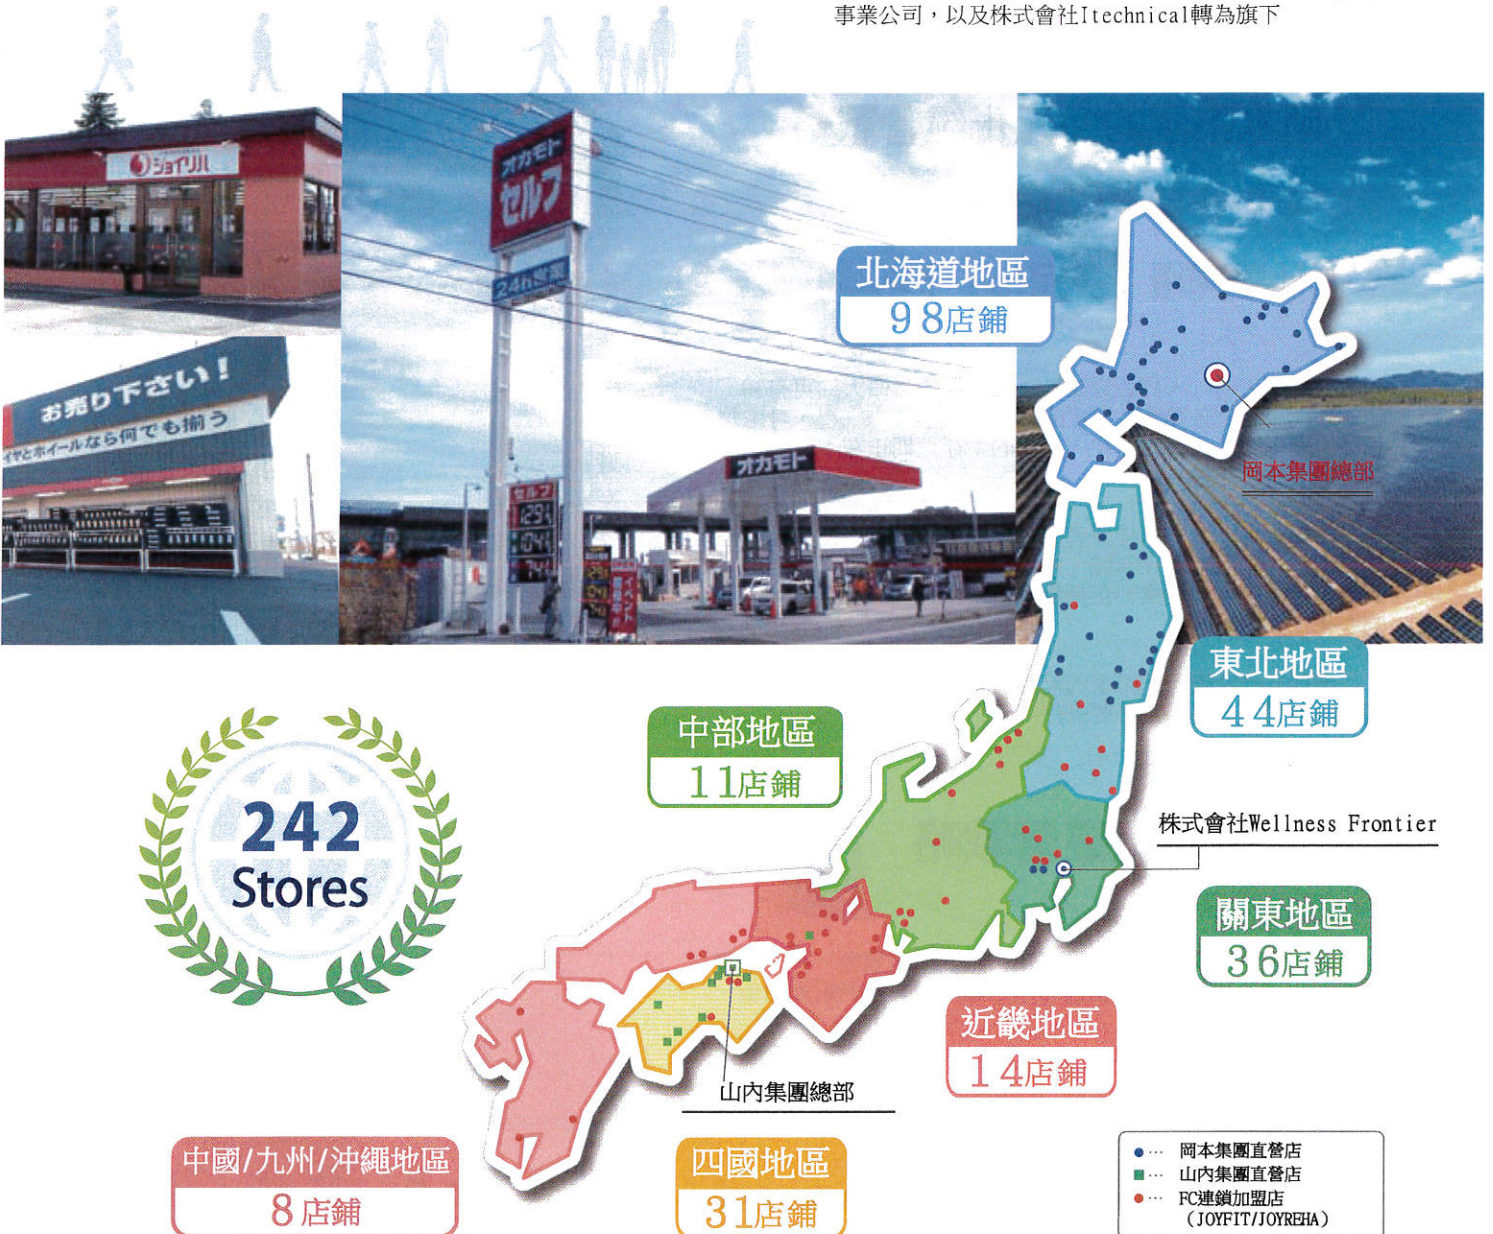 事業公司，以及株式會社Itechnical轉為旗下
ジョイリハ
オカモト
セルフ
24h営業
お売り下さい！
イヤとホイールなら何でも揃う
オカモト
セルフ
イベント
北海道地區
98店鋪
岡本集團總部
東北地區
44店鋪
中部地區
11店鋪
242
Stores
株式會社Wellness Frontier
關東地區
36店鋪
近畿地區
14店鋪
山內集團總部
中國/九州/沖繩地區
8店鋪
四國地區
31店鋪
●… 岡本集團直營店
■… 山內集團直營店
●… FC連鎖加盟店
（JOYFIT/JOYREHA）